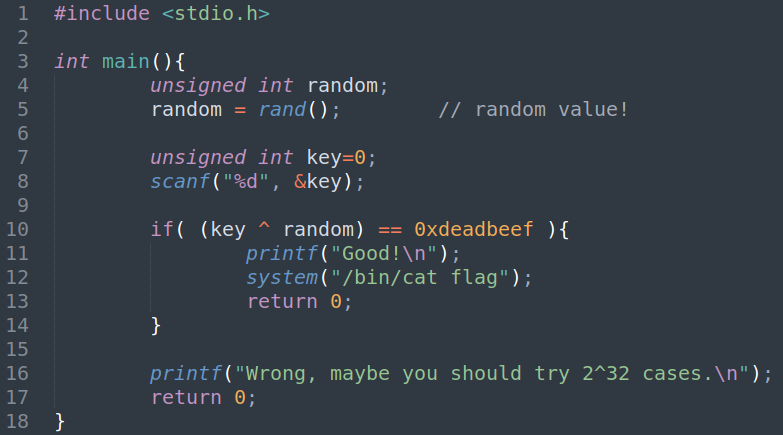 1 #include <stdio.h>
2
3 int main(){
4         unsigned int random;
5         random = rand();        // random value!
6
7         unsigned int key=0;
8         scanf("%d", &key);
9
10         if( (key ^ random) == 0xdeadbeef ){
11                 printf("Good!\n");
12                 system("/bin/cat flag");
13                 return 0;
14         }
15
16         printf("Wrong, maybe you should try 2^32 cases.\n");
17         return 0;
18 }